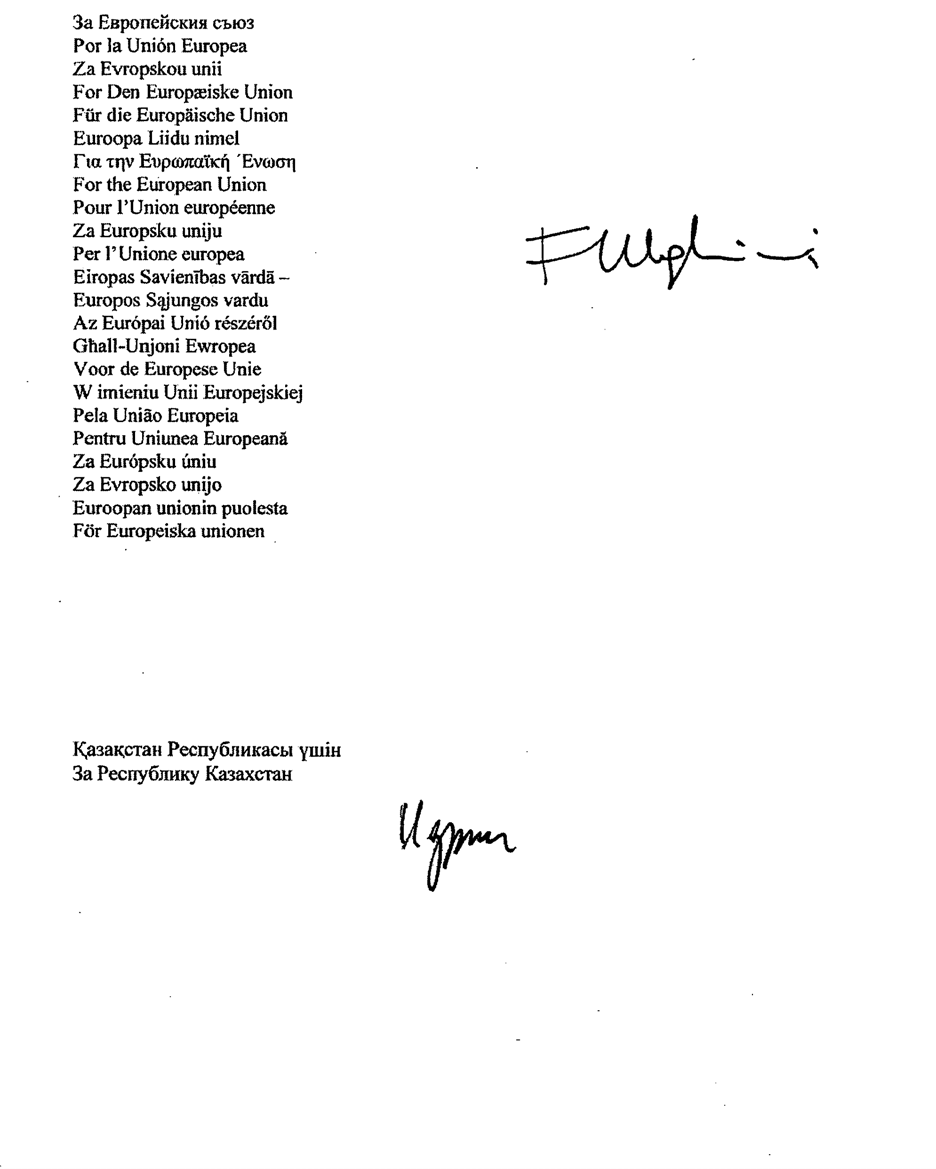 За Европейския съюз
Por la Unión Europea
Za Evropskou unii
For Den Europæiske Union
Für die Europäische Union
Euroopa Liidu nimel
Για την Ευρωπαϊκή Ένωση
For the European Union
Pour l'Union européenne
Za Europsku uniju
Per l'Unione europea
Eiropas Savienības vārdā –
Europos Sąjungos vardu
Az Európai Unió részéről
Għall-Unjoni Ewropea
Voor de Europese Unie
W imieniu Unii Europejskiej
Pela União Europeia
Pentru Uniunea Europeană
Za Európsku úniu
Za Evropsko unijo
Euroopan unionin puolesta
För Europeiska unionen
Қазақстан Республикасы үшін
За Республику Казахстан